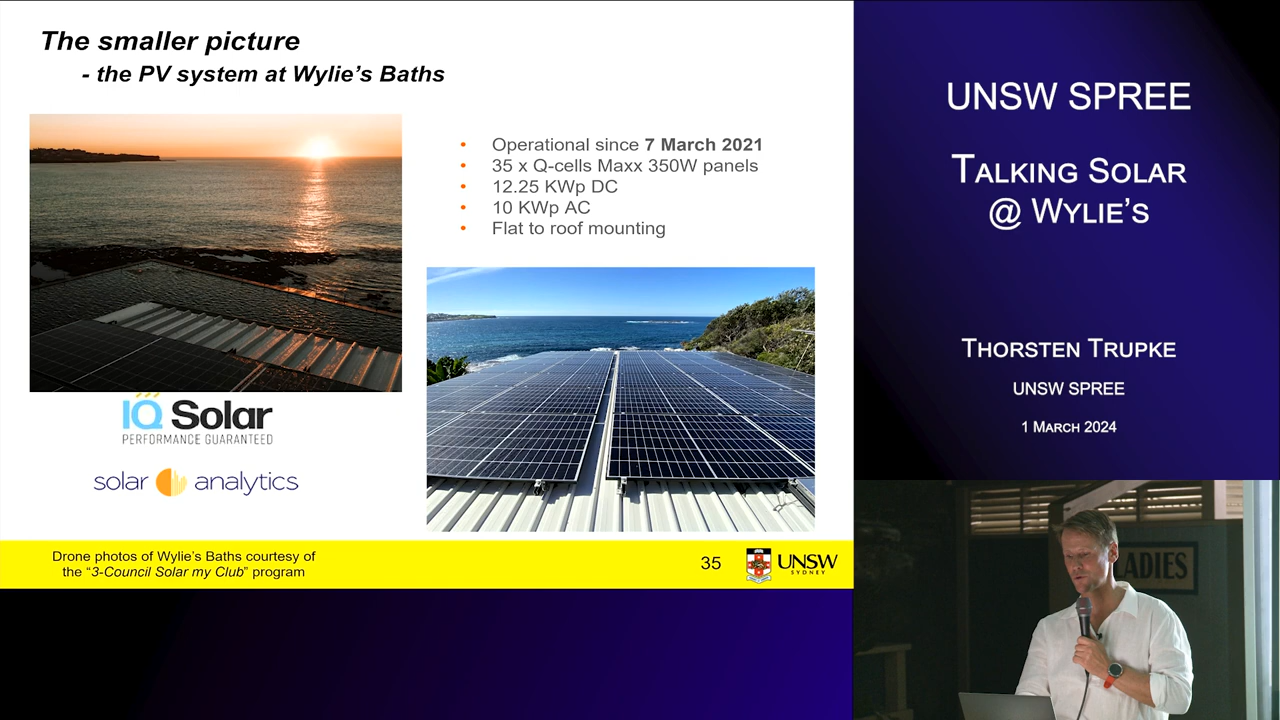 The smaller picture
- the PV system at Wylie's Baths
• Operational since 7 March 2021
• 35 x Q-cells Maxx 350W panels
• 12.25 KWp DC
• 10 KWp AC
• Flat to roof mounting
IQ Solar
PERFORMANCE GUARANTEED
solar analytics
Drone photos of Wylie's Baths courtesy of
the “3-Council Solar my Club” program
35
UNSW
SYDNEY
UNSW SPREE
Talking Solar
@ Wylie’s
Thorsten Trupke
UNSW SPREE
1 March 2024
LADIES